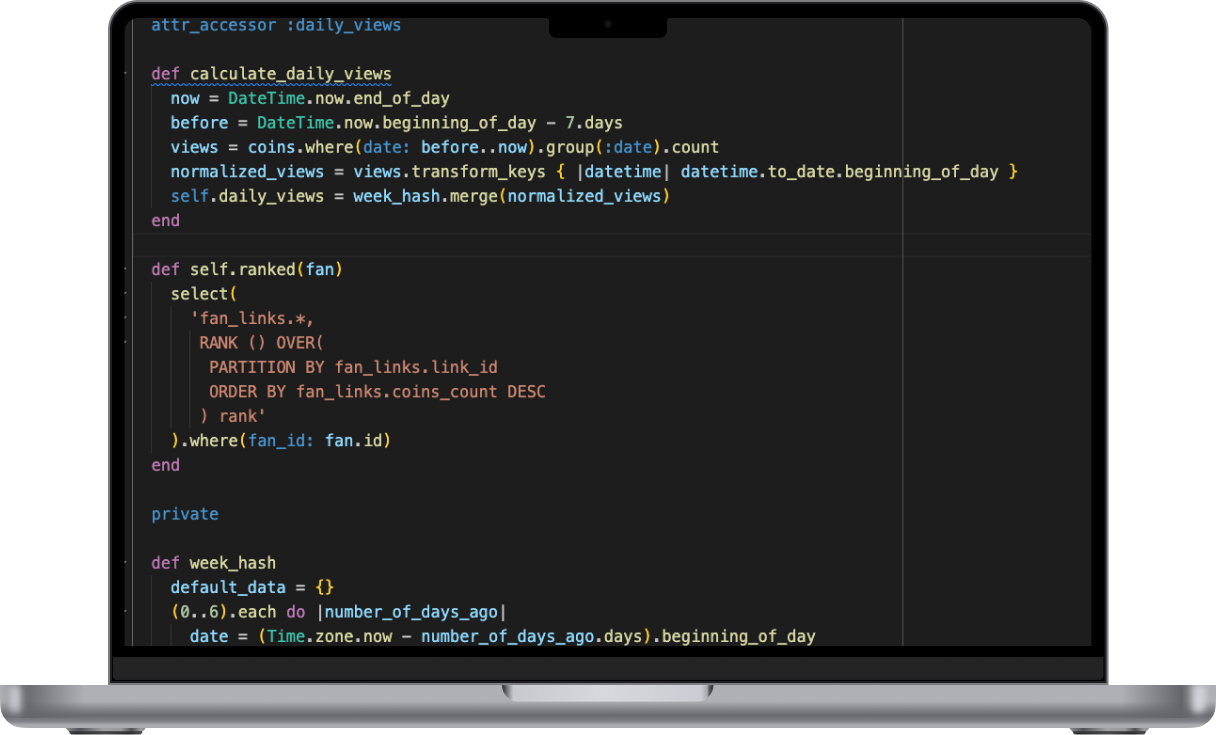 attr_accessor :daily_views
def calculate_daily_views
now = DateTime.now.end_of_day
before = DateTime.now.beginning_of_day - 7.days
views = coins.where(date: before..now).group(:date).count
normalized_views = views.transform_keys { |datetime| datetime.to_date.beginning_of_day }
self.daily_views = week_hash.merge(normalized_views)
end
def self.ranked(fan)
select(
'fan_links.*,
RANK () OVER(
PARTITION BY fan_links.link_id
ORDER BY fan_links.coins_count DESC
) rank'
).where(fan_id: fan.id)
end
private
def week_hash
default_data = {}
(0..6).each do |number_of_days_ago|
date = (Time.zone.now - number_of_days_ago.days).beginning_of_day